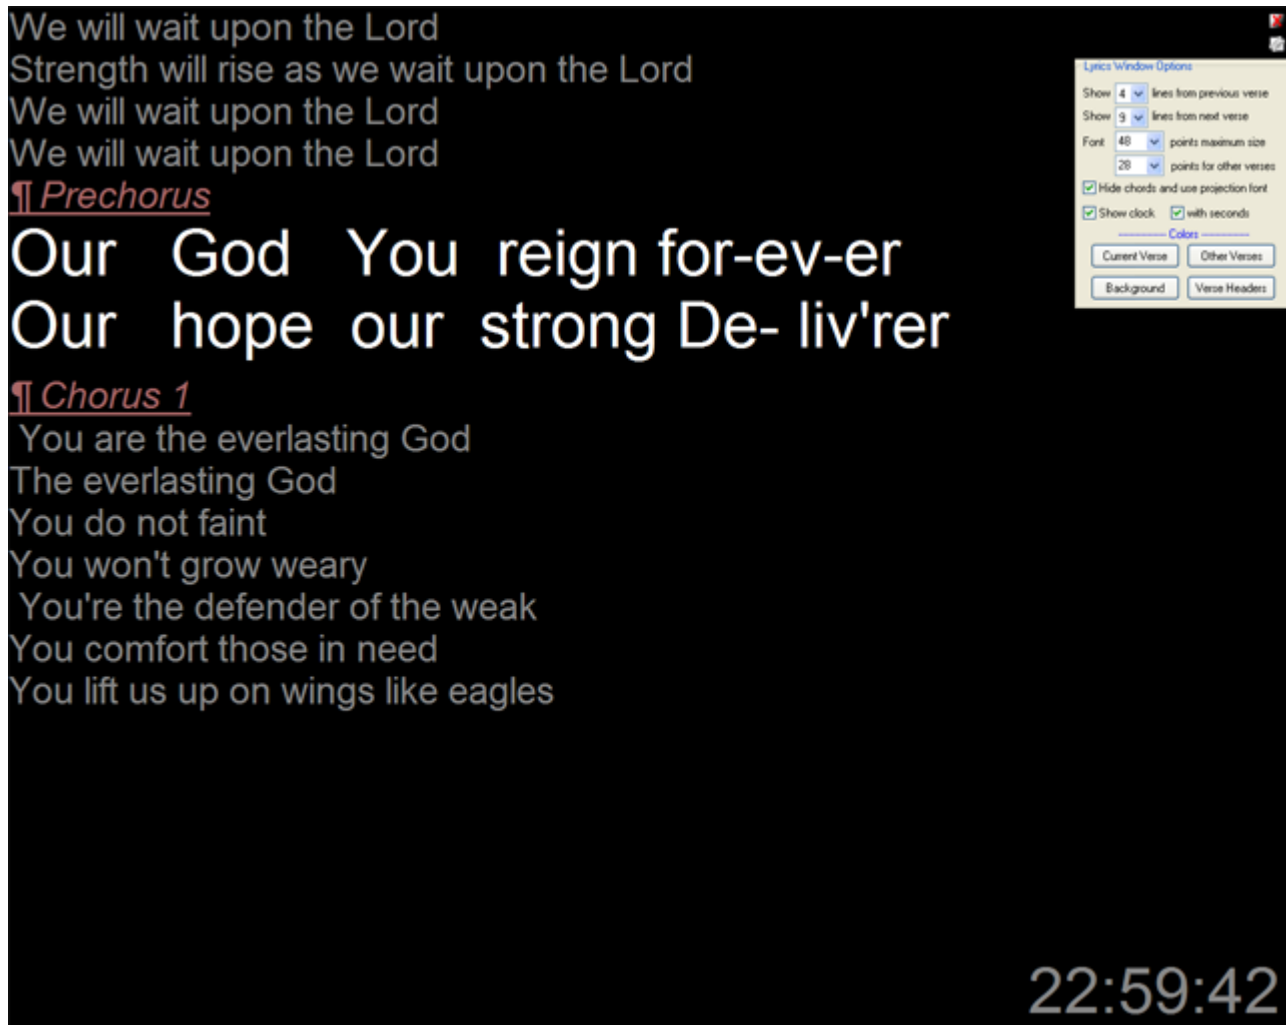 We will wait upon the Lord
Strength will rise as we wait upon the Lord
We will wait upon the Lord
We will wait upon the Lord
¶ Prechorus
Our God You reign for-ev-er
Our hope our strong De- liv'rer
¶ Chorus 1
You are the everlasting God
The everlasting God
You do not faint
You won't grow weary
You're the defender of the weak
You comfort those in need
You lift us up on wings like eagles
Lyrics Window Options
Show 4 lines from previous verse
Show 9 lines from next verse
Font 48 points maximum size
28 points for other verses
Hide chords and use projection font
Show clock with seconds
Colors
Current Verse Other Verses
Background Verse Headers
22:59:42